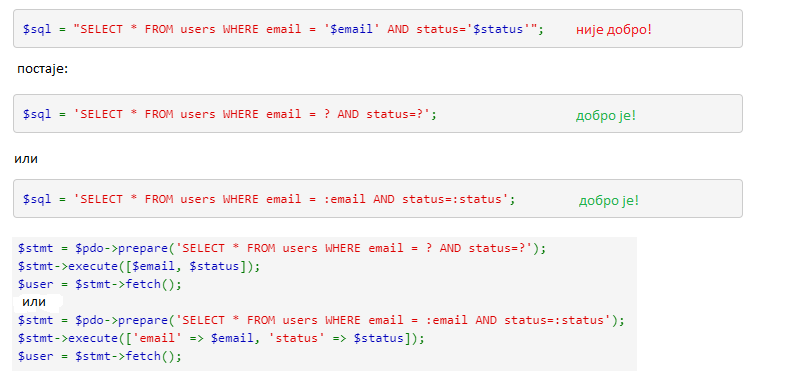 $sql = "SELECT * FROM users WHERE email = '$email' AND status='$status'"; није добро!
постаје:
$sql = 'SELECT * FROM users WHERE email = ? AND status=?'; добро је!
или
$sql = 'SELECT * FROM users WHERE email = :email AND status=:status'; добро је!
$stmt = $pdo->prepare('SELECT * FROM users WHERE email = ? AND status=?');
$stmt->execute([$email, $status]);
$user = $stmt->fetch();
или
$stmt = $pdo->prepare('SELECT * FROM users WHERE email = :email AND status=:status');
$stmt->execute(['email' => $email, 'status' => $status]);
$user = $stmt->fetch();